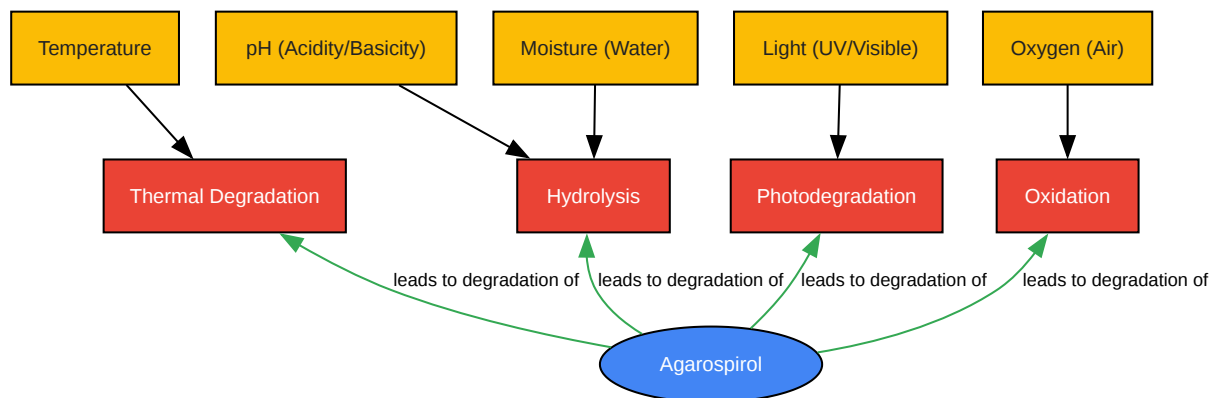 Temperature
pH (Acidity/Basicity)
Moisture (Water)
Light (UV/Visible)
Oxygen (Air)
Thermal Degradation
Hydrolysis
Photodegradation
Oxidation
leads to degradation of
leads to degradation of
leads to degradation of
leads to degradation of
Agarospirol